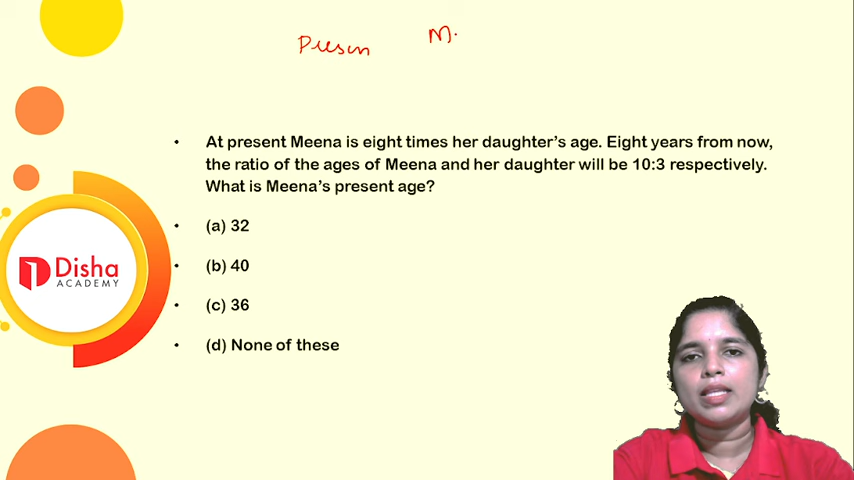 Presen M.
• At present Meena is eight times her daughter's age. Eight years from now,
the ratio of the ages of Meena and her daughter will be 10:3 respectively.
What is Meena's present age?
• (a) 32
• (b) 40
• (c) 36
• (d) None of these
Disha
ACADEMY